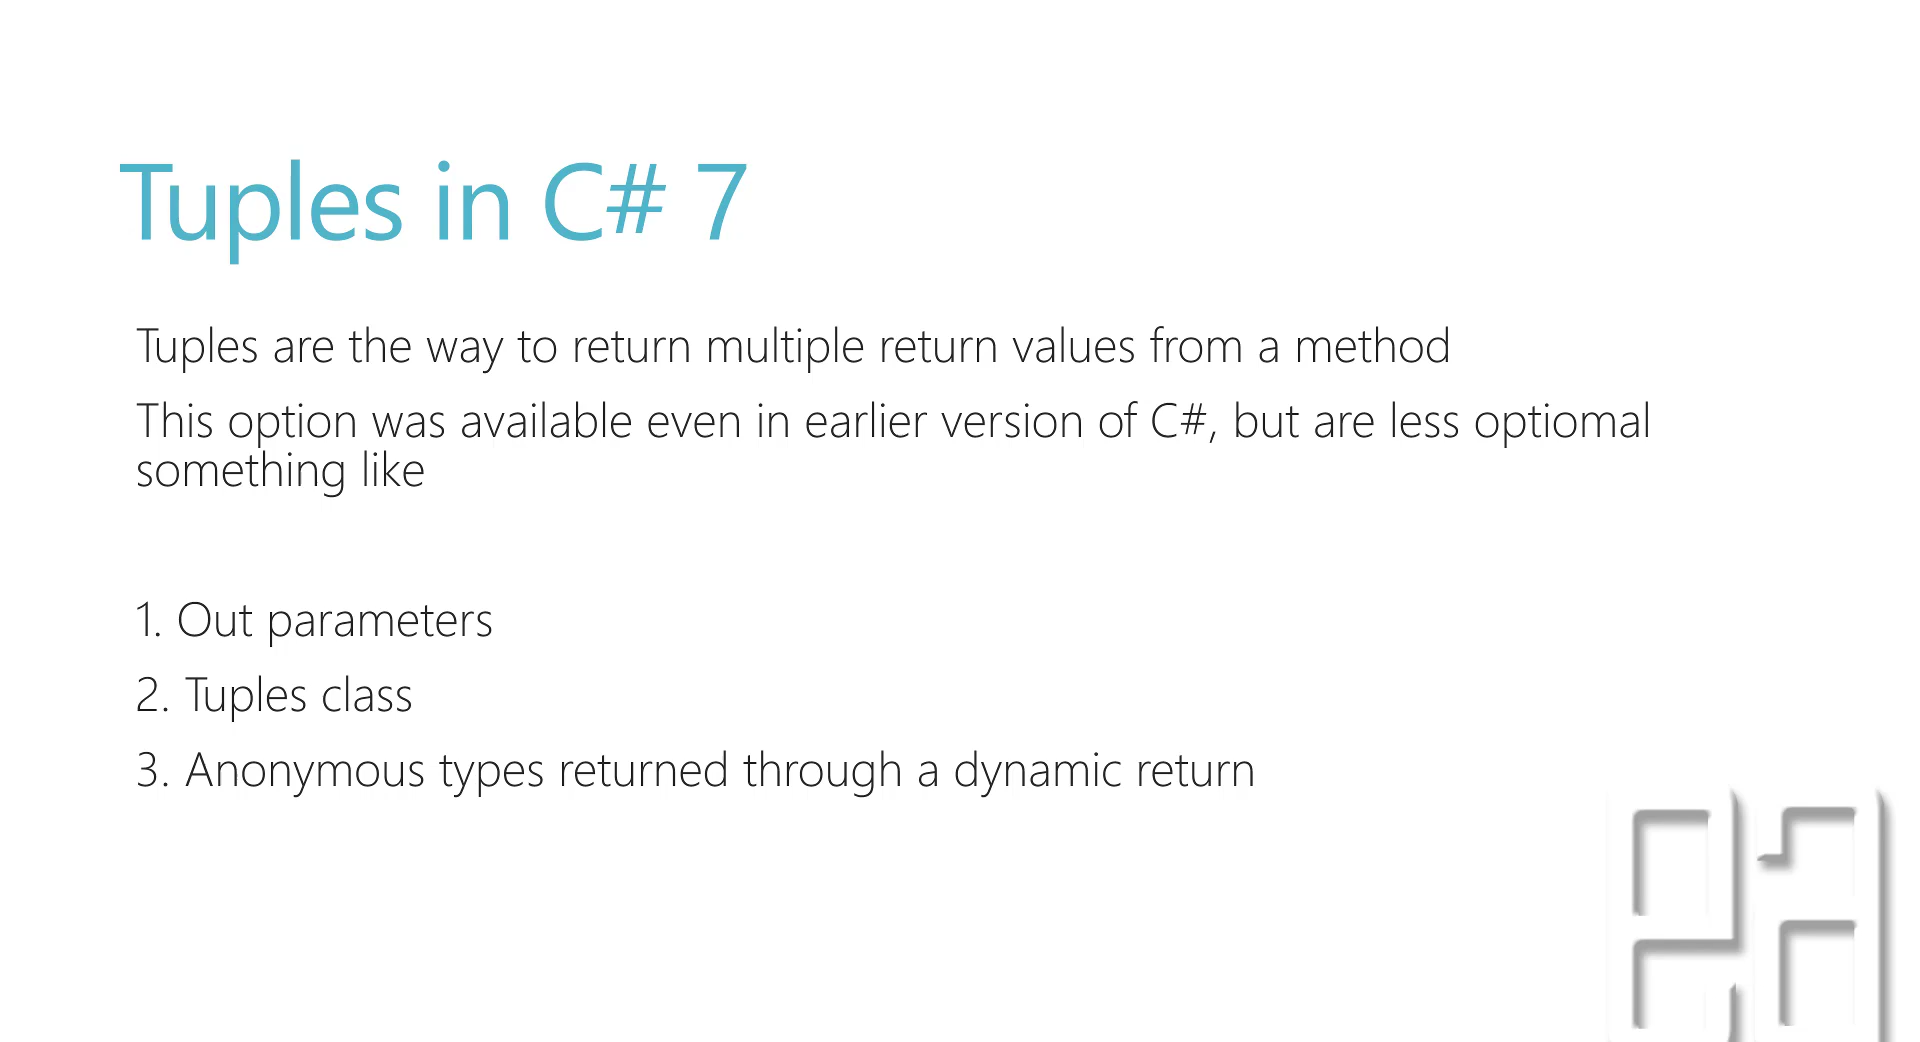 Tuples in C# 7
Tuples are the way to return multiple return values from a method
This option was available even in earlier version of C#, but are less optiomal
something like
1. Out parameters
2. Tuples class
3. Anonymous types returned through a dynamic return